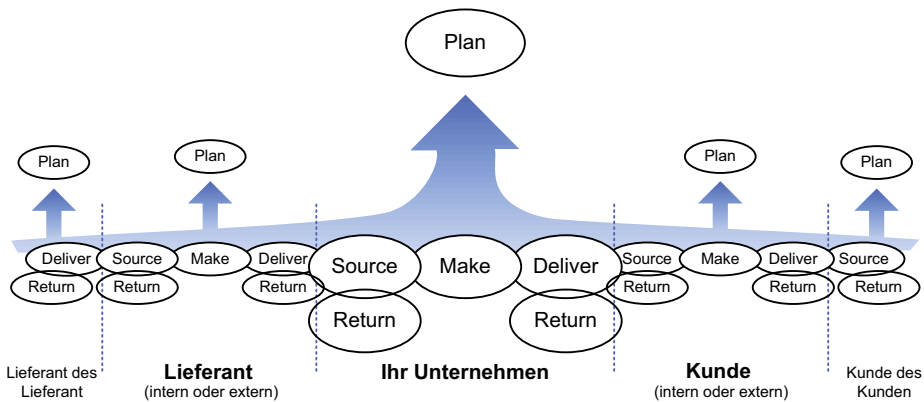 Plan
Plan
Plan
Plan
Plan
Deliver
Source
Make
Deliver
Source
Make
Deliver
Source
Make
Deliver
Source
Return
Return
Return
Return
Return
Return
Return
Return
Lieferant des
Lieferant
Lieferant
(intern oder extern)
Ihr Unternehmen
Kunde
(intern oder extern)
Kunde des
Kunden